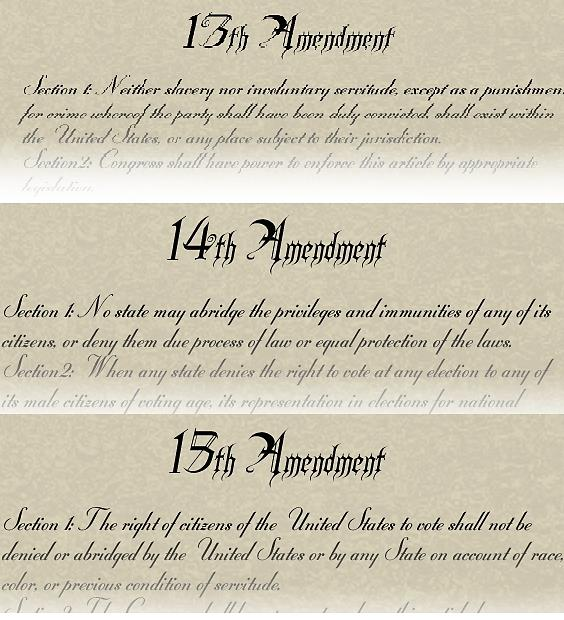 13th Amendment
Section 1: Neither slavery nor involuntary servitude, except as a punishment
for crime whereof the party shall have been duly convicted, shall exist within
the United States, or any place subject to their jurisdiction.
Section2: Congress shall have power to enforce this article by appropriate
legislation.
14th Amendment
Section 1: No state may abridge the privileges and immunities of any of its
citizens, or deny them due process of law or equal protection of the laws.
Section2: When any state denies the right to vote at any election to any of
its male citizens of voting age, its representation in elections for national
15th Amendment
Section 1: The right of citizens of the United States to vote shall not be
denied or abridged by the United States or by any State on account of race,
color, or previous condition of servitude.